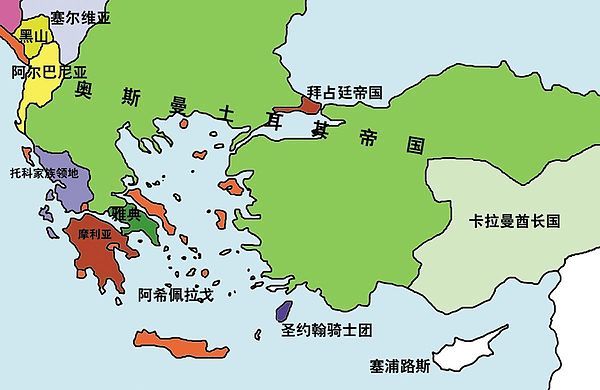 塞尔维亚
黑山
阿尔巴尼亚
拜占廷帝国
奥斯曼土耳其帝国
托科家族领地
雅典
卡拉曼酋长国
摩利亚
阿希佩拉戈
圣约翰骑士团
塞浦路斯